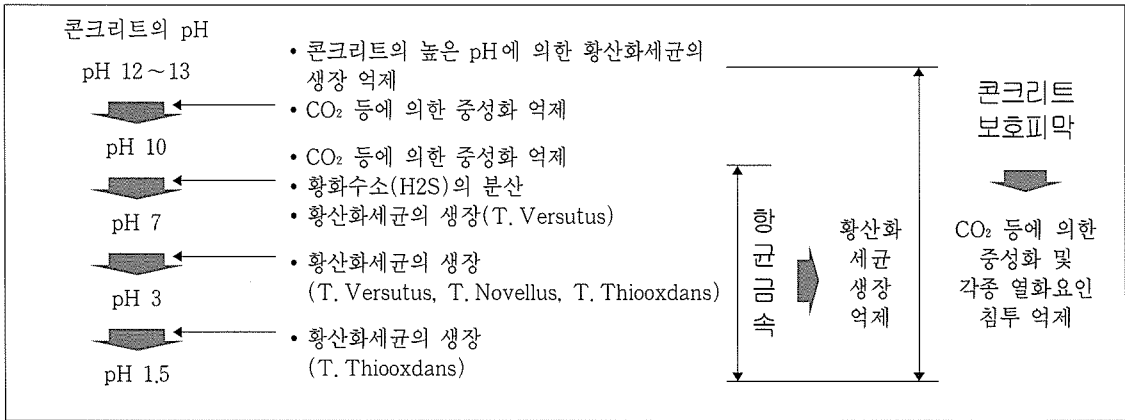 콘크리트의 pH
pH 12～13
pH 10
pH 7
pH 3
pH 1.5
• 콘크리트의 높은 pH에 의한 황산화세균의
생장 억제
• CO₂ 등에 의한 중성화 억제
• CO₂ 등에 의한 중성화 억제
• 황화수소(H2S)의 분산
• 황산화세균의 생장(T. Versutus)
• 황산화세균의 생장
(T. Versutus, T. Novellus, T. Thiooxdans)
• 황산화세균의 생장
(T. Thiooxdans)
항
균
금
속
황산화
세균
생장
억제
콘크리트
보호피막
CO₂ 등에 의한
중성화 및
각종 열화요인
침투 억제